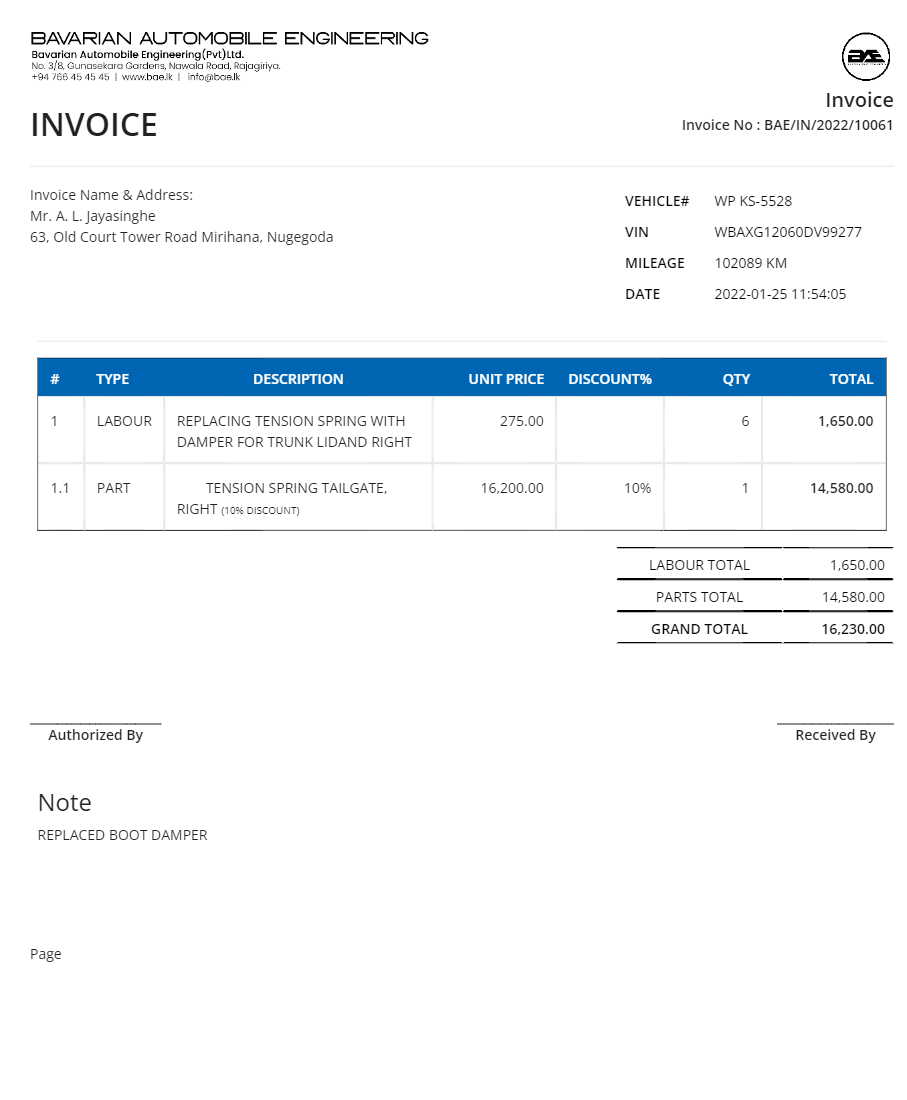 BAVARIAN AUTOMOBILE ENGINEERING
Bavarian Automobile Engineering(Pvt)Ltd.
No. 3/8, Gunasekara Gardens, Nawala Road, Rajagiriya.
+94 766 45 45 45 | www.bae.lk | info@bae.lk
BAE
Invoice
INVOICE
Invoice No : BAE/IN/2022/10061
Invoice Name & Address:
Mr. A. L. Jayasinghe
63, Old Court Tower Road Mirihana, Nugegoda
VEHICLE# WP KS-5528
VIN WBAXG12060DV99277
MILEAGE 102089 KM
DATE 2022-01-25 11:54:05
# TYPE DESCRIPTION UNIT PRICE DISCOUNT% QTY TOTAL
1 LABOUR REPLACING TENSION SPRING WITH 275.00 6 1,650.00
DAMPER FOR TRUNK LIDAND RIGHT
1.1 PART TENSION SPRING TAILGATE, 16,200.00 10% 1 14,580.00
RIGHT (10% DISCOUNT)
LABOUR TOTAL 1,650.00
PARTS TOTAL 14,580.00
GRAND TOTAL 16,230.00
Authorized By Received By
Note
REPLACED BOOT DAMPER
Page